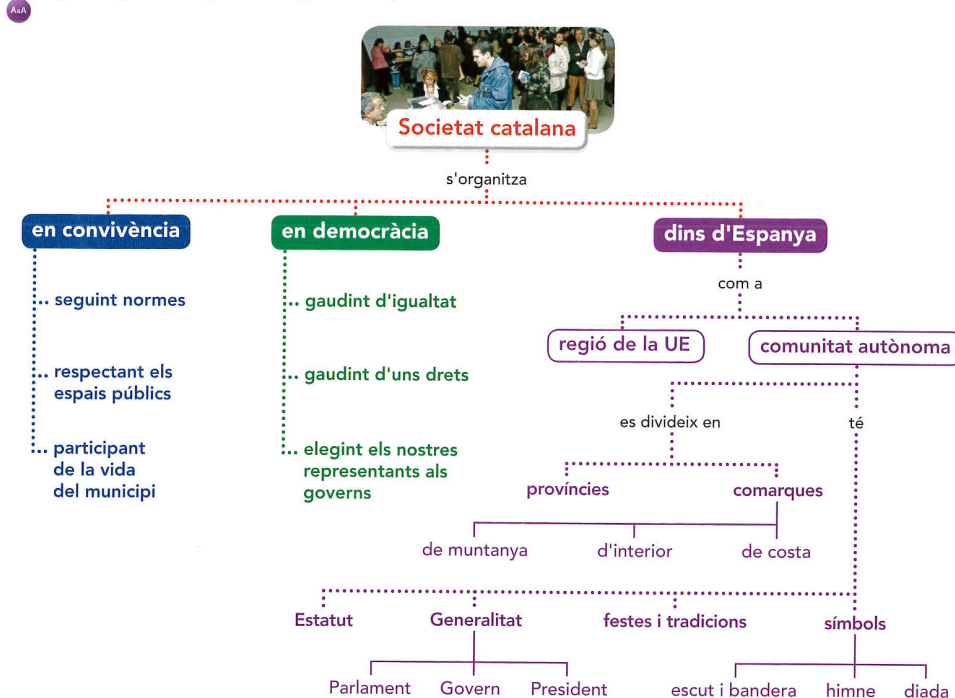 AaA
Societat catalana
s'organitza
en convivència
en democràcia
dins d'Espanya
seguint normes
gaudint d'igualtat
com a
regió de la UE
comunitat autònoma
respectant els
espais públics
gaudint d'uns drets
es divideix en
té
participant
de la vida
del municipi
elegint els nostres
representants als
governs
províncies
comarques
de muntanya
d'interior
de costa
Estatut
Generalitat
festes i tradicions
símbols
Parlament
Govern
President
escut i bandera
himne
diada